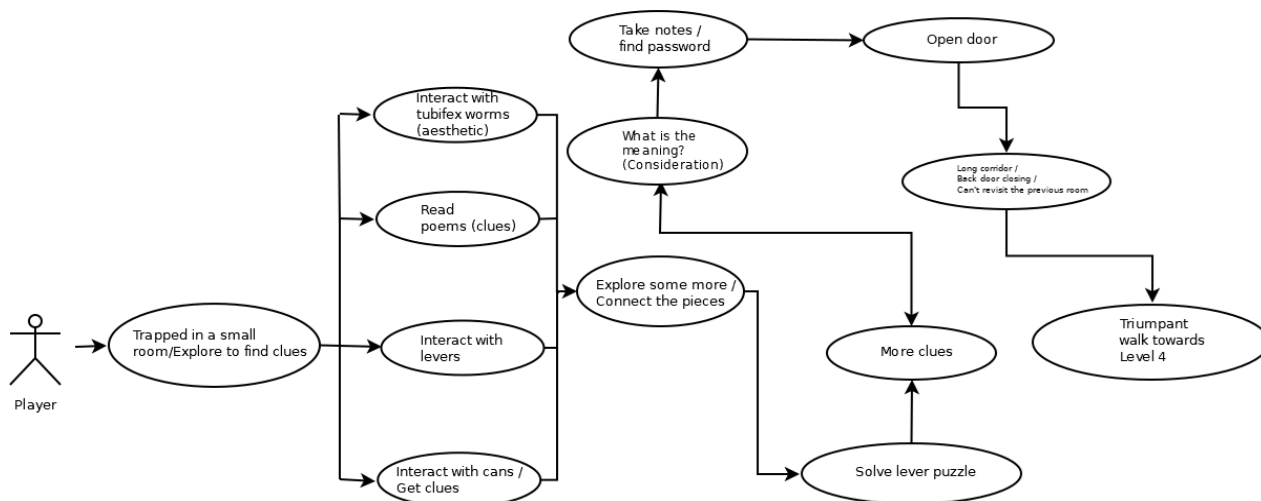 Take notes /
find password
Open door
Interact with
tubifex worms
(aesthetic)
What is the
meaning?
(Consideration)
Long corridor /
Back door closing /
Can't revisit the previous room
Read
poems (clues)
Explore some more /
Connect the pieces
Trapped in a small
room/Explore to find clues
Interact with
levers
More clues
Triumpant
walk towards
Level 4
Player
Interact with cans /
Get clues
Solve lever puzzle